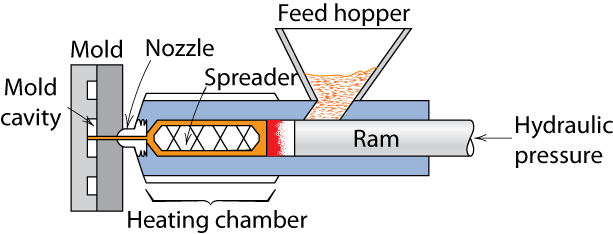 Feed hopper
Mold
Nozzle
Spreader
Mold
cavity
Ram
Hydraulic
pressure
Heating chamber